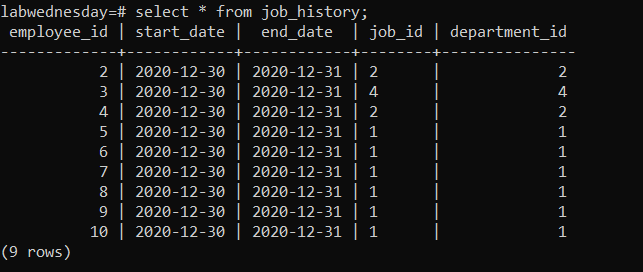 labwednesday=# select * from job_history;
 employee_id | start_date |  end_date  | job_id | department_id
-------------+------------+------------+--------+---------------
           2 | 2020-12-30 | 2020-12-31 | 2      |             2
           3 | 2020-12-30 | 2020-12-31 | 4      |             4
           4 | 2020-12-30 | 2020-12-31 | 2      |             2
           5 | 2020-12-30 | 2020-12-31 | 1      |             1
           6 | 2020-12-30 | 2020-12-31 | 1      |             1
           7 | 2020-12-30 | 2020-12-31 | 1      |             1
           8 | 2020-12-30 | 2020-12-31 | 1      |             1
           9 | 2020-12-30 | 2020-12-31 | 1      |             1
          10 | 2020-12-30 | 2020-12-31 | 1      |             1
(9 rows)